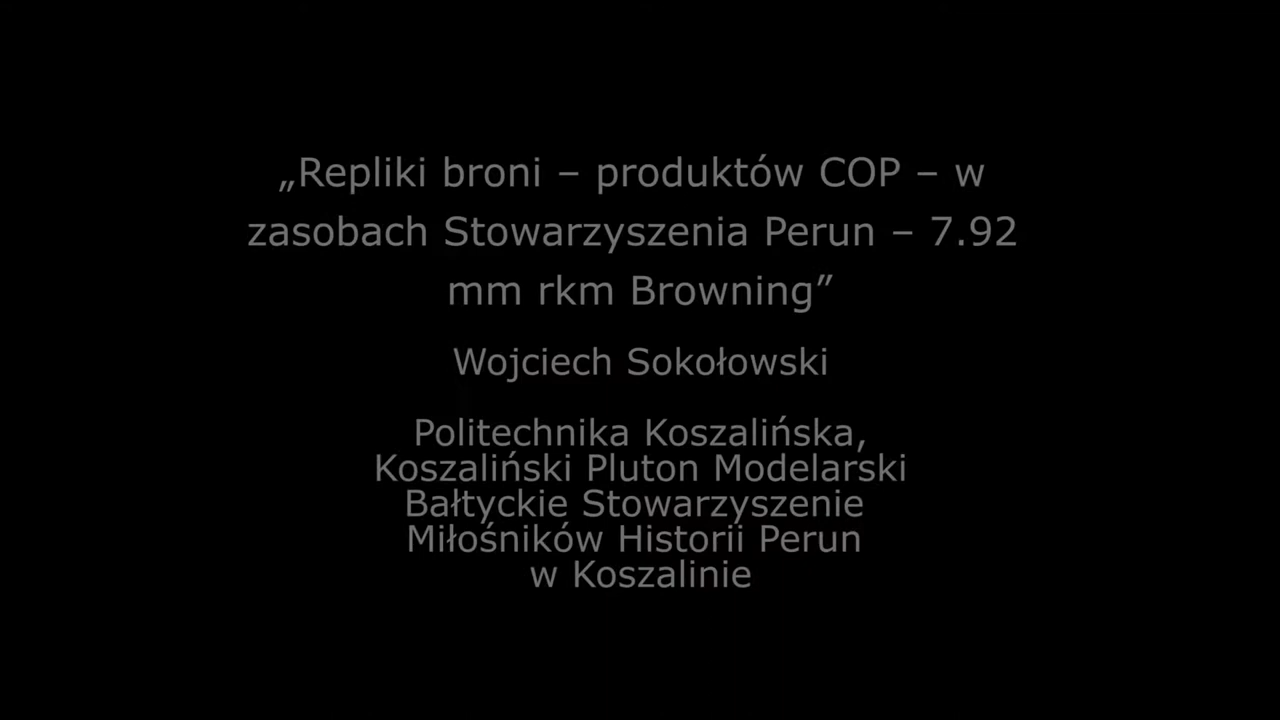 „Repliki broni – produktów COP – w
zasobach Stowarzyszenia Perun – 7.92
mm rkm Browning”
Wojciech Sokołowski
Politechnika Koszalińska,
Koszaliński Pluton Modelarski
Bałtyckie Stowarzyszenie
Miłośników Historii Perun
w Koszalinie